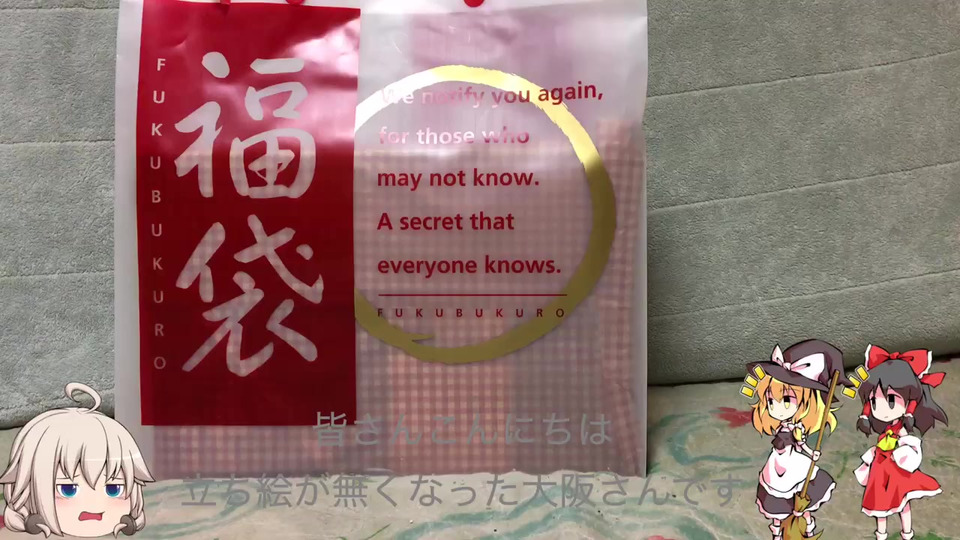 FUKUBUKURO
福袋
We notify you again,
for those who
may not know.
A secret that
everyone knows.
FUKUBUKURO
皆さんこんにちは
立ち絵が無くなった大阪さんです